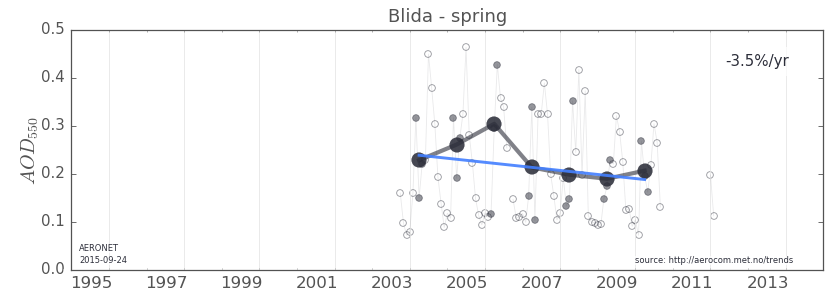 Blida - spring
0.5
0.4
0.3
0.2
0.1
0.0
AOD550
-3.5%/yr
AERONET
2015-09-24
source: http://aerocom.met.no/trends
1995 1997 1999 2001 2003 2005 2007 2009 2011 2013